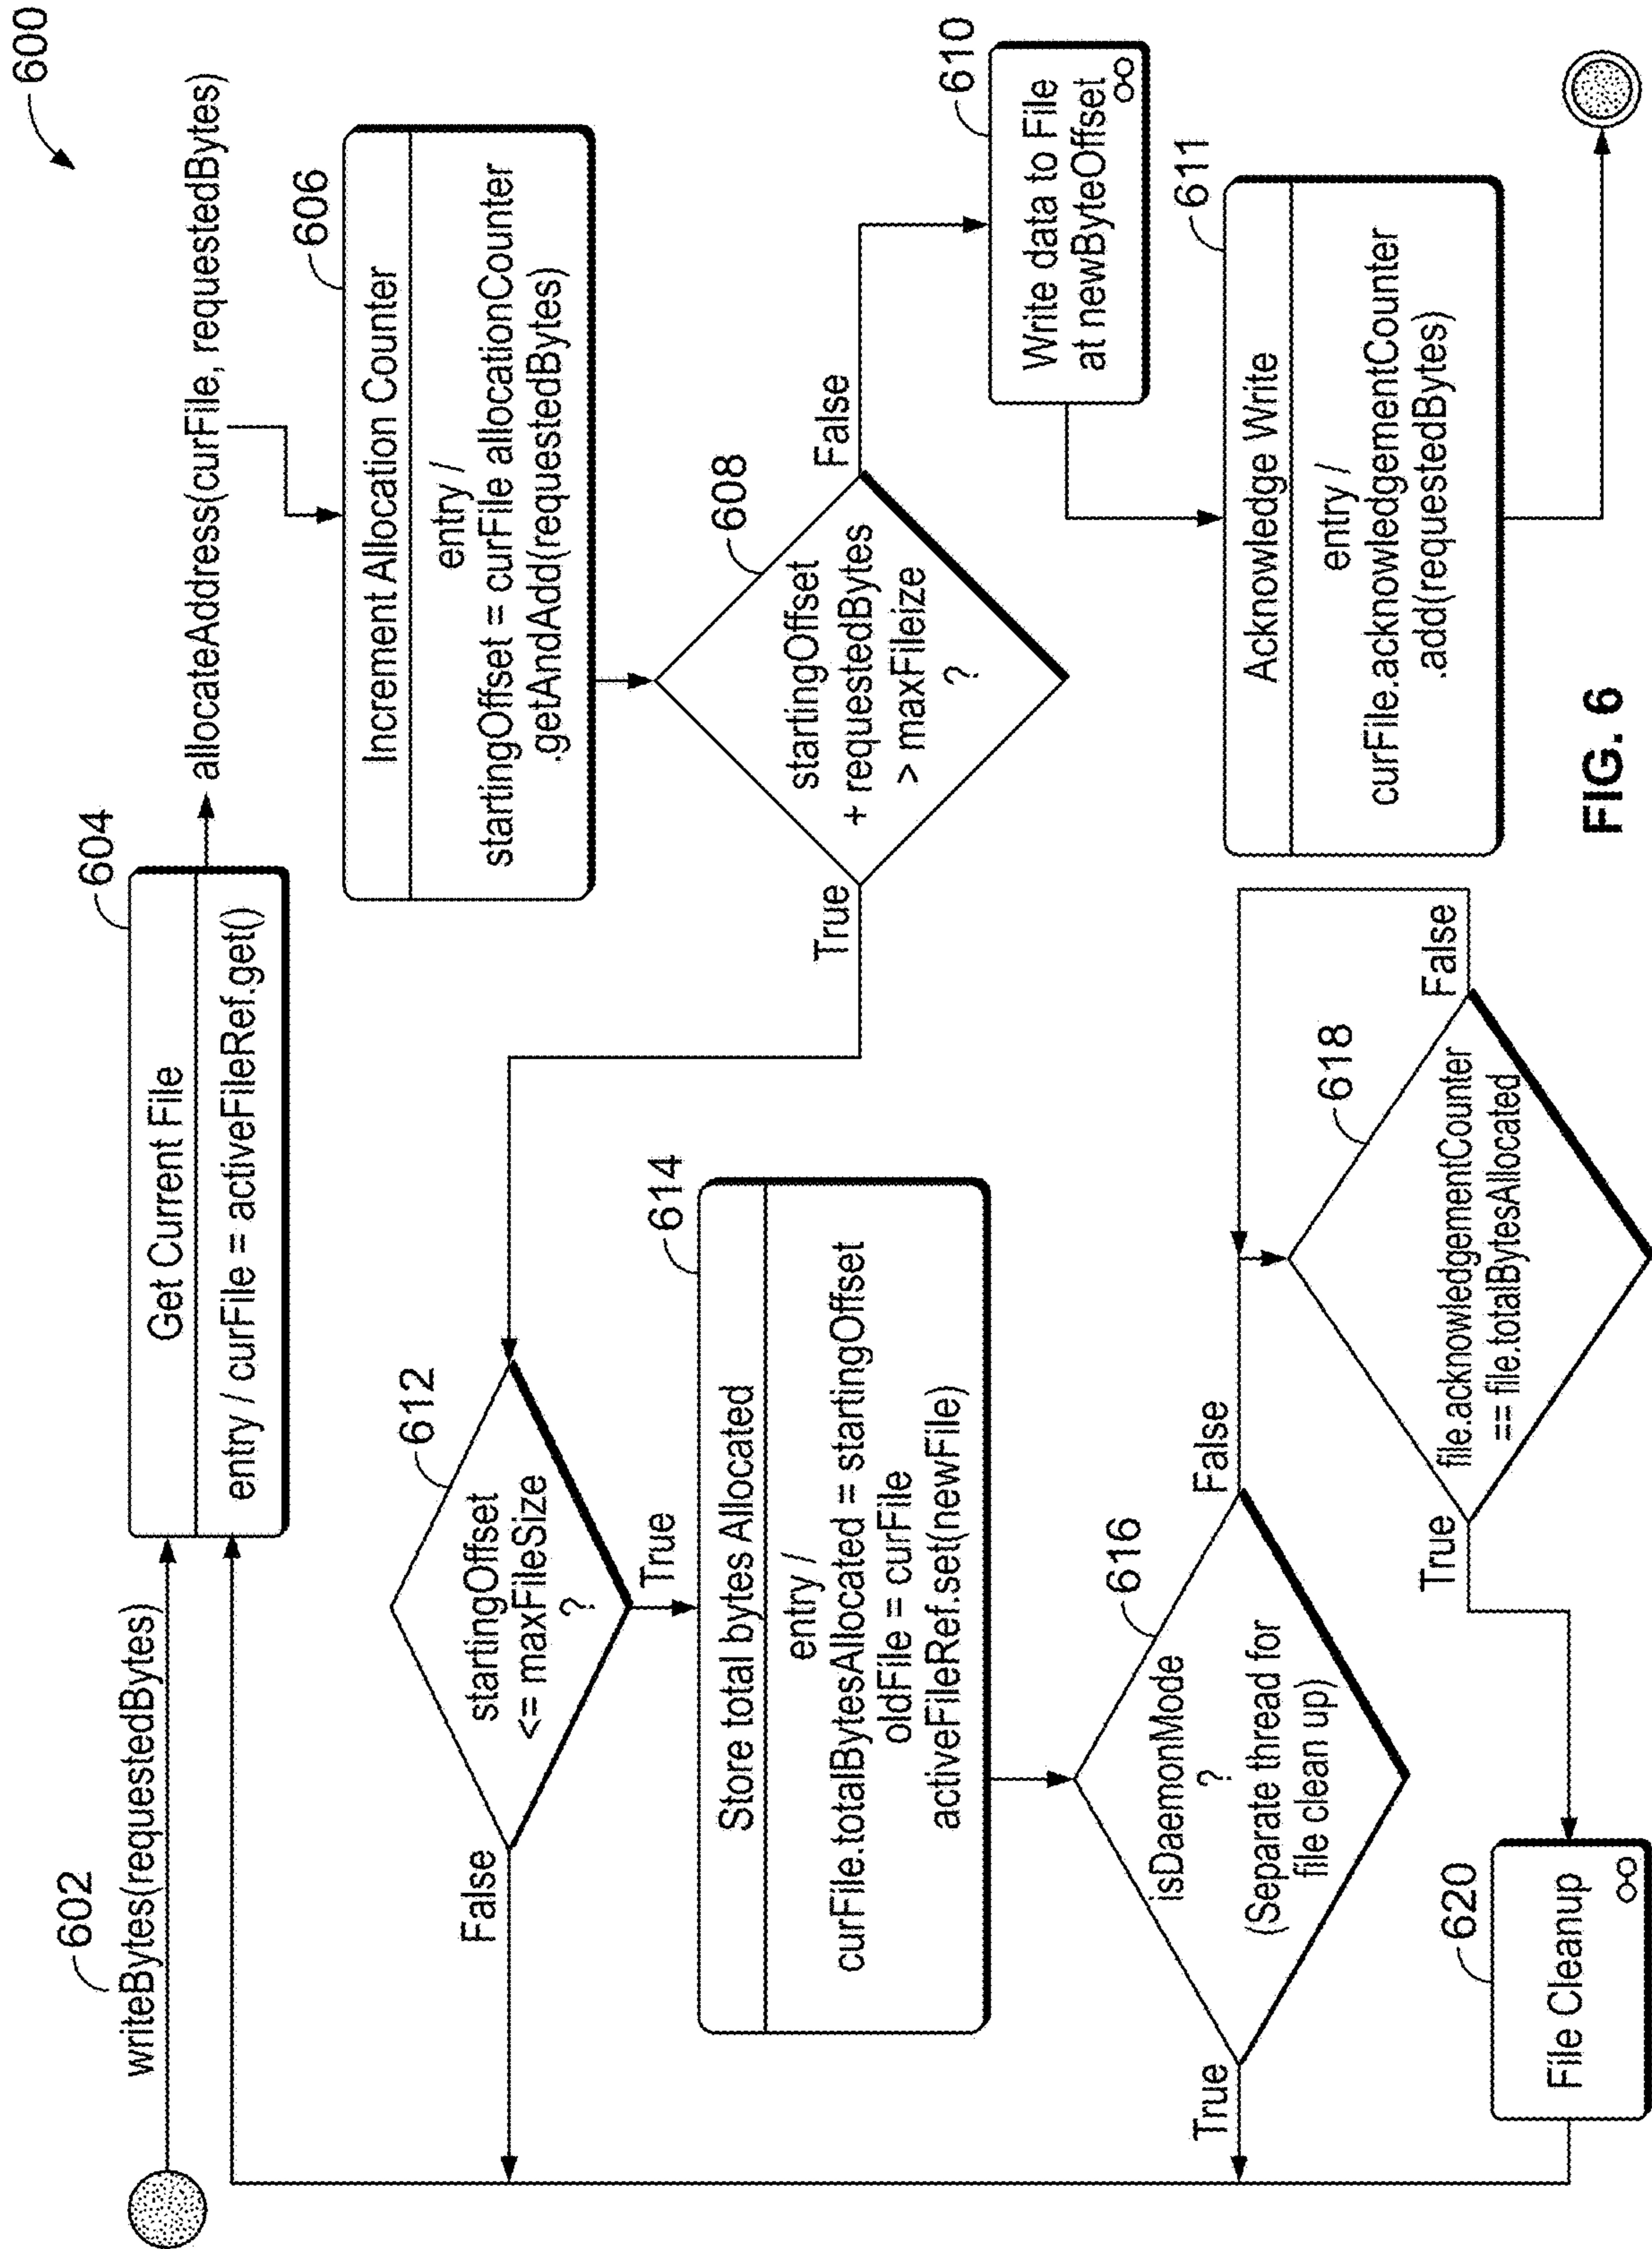 600
602
writeBytes(requestedBytes)
604
Get Current File
entry / curFile = activeFileRef.get()
allocateAddress(curFile, requestedBytes)
606
Increment Allocation Counter
entry /
startingOffset = curFile allocationCounter
.getAndAdd(requestedBytes)
608
startingOffset
+ requestedBytes
> maxFileize
?
True
False
610
Write data to File
at newByteOffset
611
Acknowledge Write
entry /
curFile.acknowledgementCounter
.add(requestedBytes)
612
startingOffset
<= maxFileSize
?
False
True
614
Store total bytes Allocated
entry /
curFile.totalBytesAllocated = startingOffset
oldFile = curFile
activeFileRef.set(newFile)
616
isDaemonMode
?
(Separate thread for
file clean up)
True
False
618
file.acknowledgementCounter
== file.totalBytesAllocated
True
False
620
File Cleanup
FIG. 6